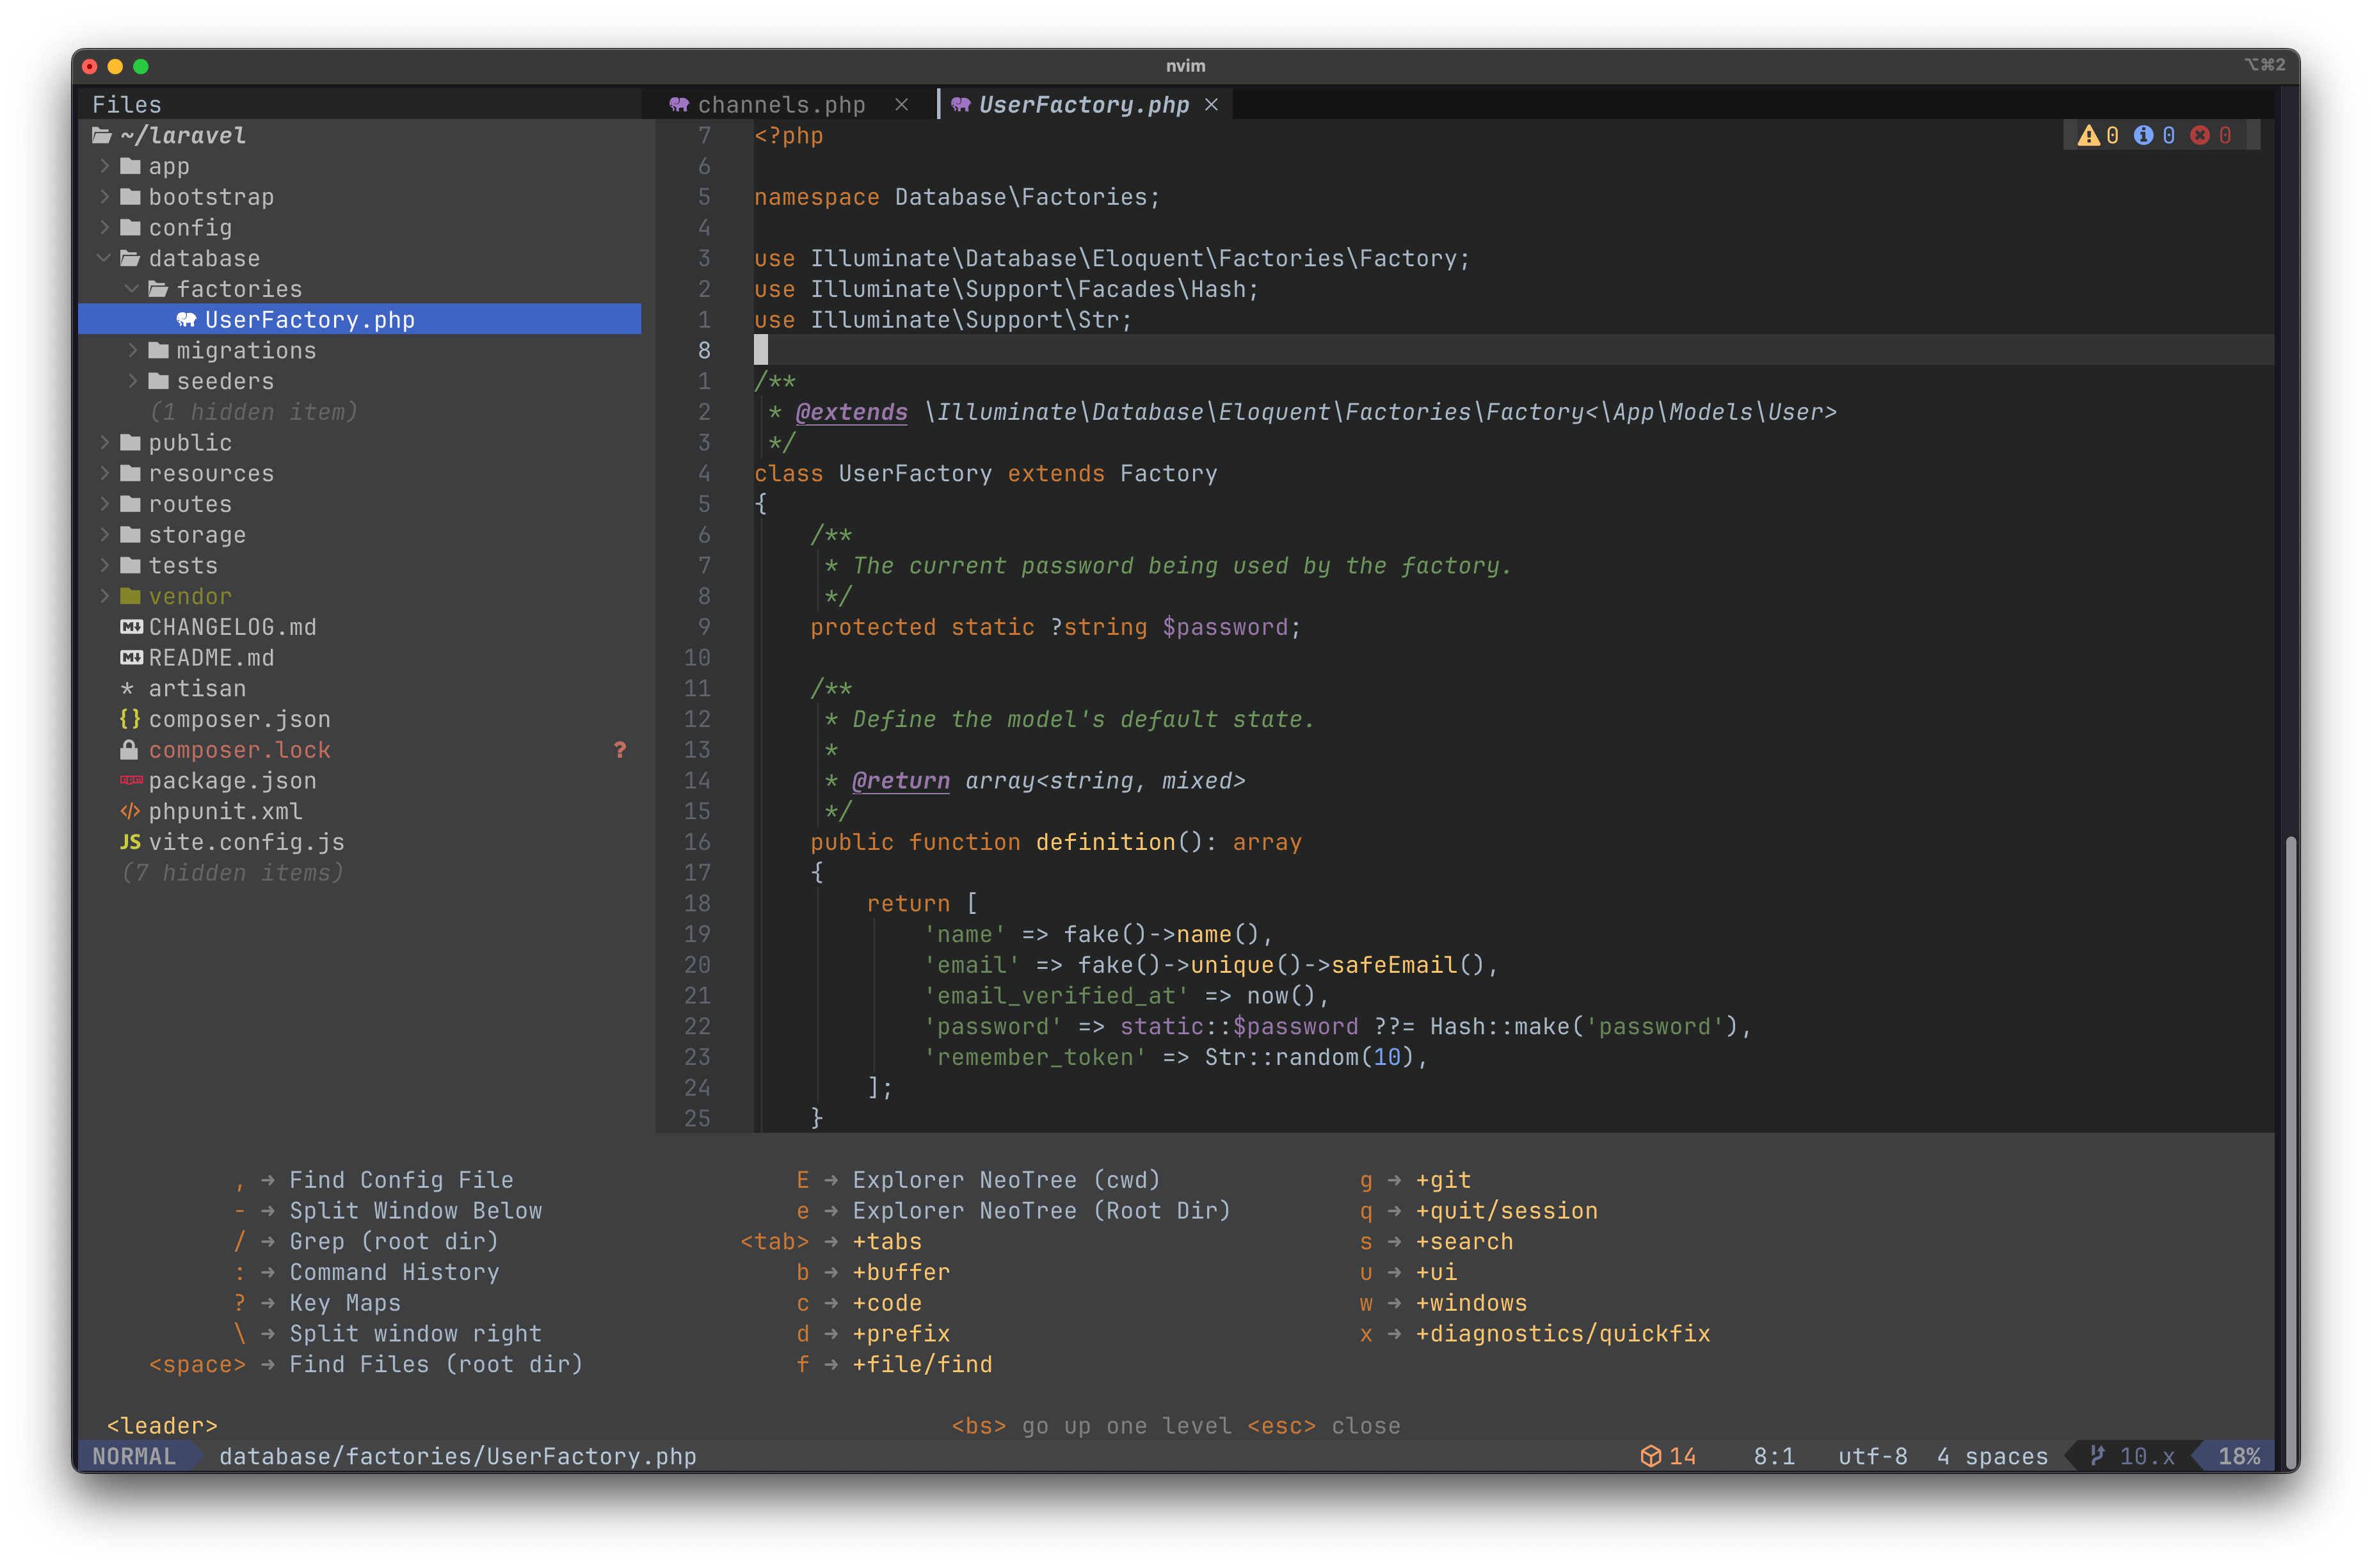 nvim
⌥⌘2
Files
channels.php ×
UserFactory.php ×
~/laravel
app
bootstrap
config
database
factories
UserFactory.php
migrations
seeders
(1 hidden item)
public
resources
routes
storage
tests
vendor
CHANGELOG.md
README.md
* artisan
{} composer.json
composer.lock ?
package.json
</> phpunit.xml
JS vite.config.js
(7 hidden items)
0 0 0
7 <?php
6
5 namespace Database\Factories;
4
3 use Illuminate\Database\Eloquent\Factories\Factory;
2 use Illuminate\Support\Facades\Hash;
1 use Illuminate\Support\Str;
8
1 /**
2  * @extends \Illuminate\Database\Eloquent\Factories\Factory<\App\Models\User>
3  */
4 class UserFactory extends Factory
5 {
6     /**
7      * The current password being used by the factory.
8      */
9     protected static ?string $password;
10
11     /**
12      * Define the model's default state.
13      *
14      * @return array<string, mixed>
15      */
16     public function definition(): array
17     {
18         return [
19             'name' => fake()->name(),
20             'email' => fake()->unique()->safeEmail(),
21             'email_verified_at' => now(),
22             'password' => static::$password ??= Hash::make('password'),
23             'remember_token' => Str::random(10),
24         ];
25     }
, → Find Config File
- → Split Window Below
/ → Grep (root dir)
: → Command History
? → Key Maps
\ → Split window right
<space> → Find Files (root dir)
E → Explorer NeoTree (cwd)
e → Explorer NeoTree (Root Dir)
<tab> → +tabs
b → +buffer
c → +code
d → +prefix
f → +file/find
g → +git
q → +quit/session
s → +search
u → +ui
w → +windows
x → +diagnostics/quickfix
<leader>
<bs> go up one level <esc> close
NORMAL database/factories/UserFactory.php 14 8:1 utf-8 4 spaces 10.x 18%